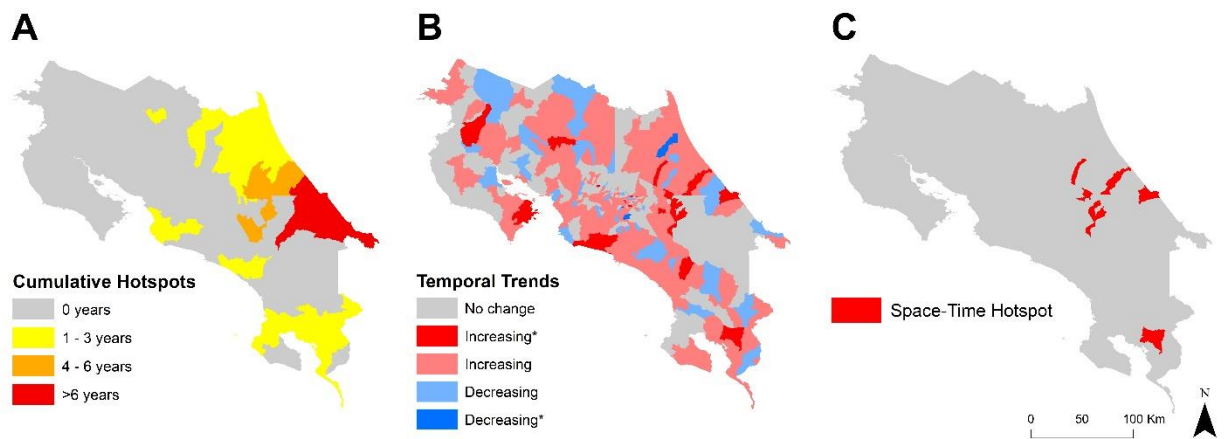 A
B
C
Cumulative Hotspots
0 years
1 - 3 years
4 - 6 years
>6 years
Temporal Trends
No change
Increasing*
Increasing
Decreasing
Decreasing*
Space-Time Hotspot
N
0 50 100 Km